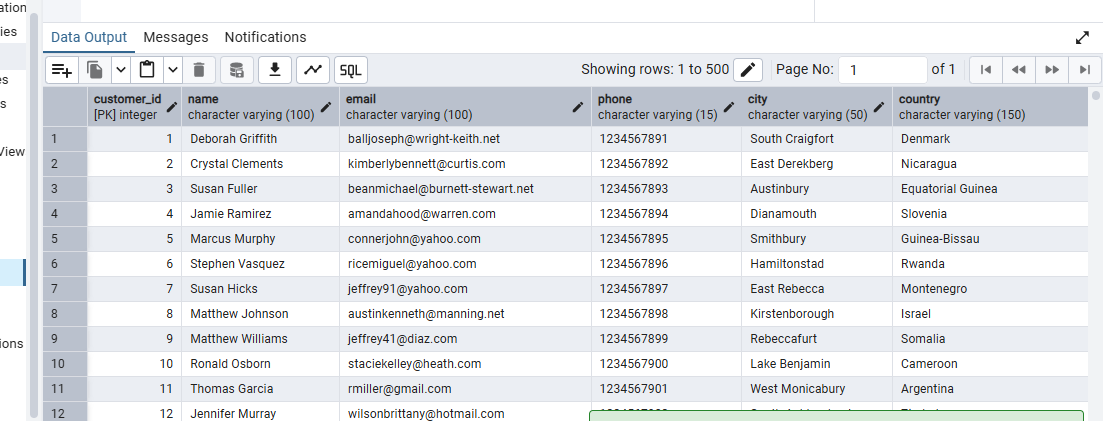 ation
ies
es
s
View
ions
Data Output Messages Notifications
SQL Showing rows: 1 to 500 Page No: 1 of 1
customer_id name email phone city country
[PK] integer character varying (100) character varying (100) character varying (15) character varying (50) character varying (150)
1 1 Deborah Griffith balljoseph@wright-keith.net 1234567891 South Craigfort Denmark
2 2 Crystal Clements kimberlybennett@curtis.com 1234567892 East Derekberg Nicaragua
3 3 Susan Fuller beanmichael@burnett-stewart.net 1234567893 Austinbury Equatorial Guinea
4 4 Jamie Ramirez amandahood@warren.com 1234567894 Dianamouth Slovenia
5 5 Marcus Murphy connerjohn@yahoo.com 1234567895 Smithbury Guinea-Bissau
6 6 Stephen Vasquez ricemiguel@yahoo.com 1234567896 Hamiltonstad Rwanda
7 7 Susan Hicks jeffrey91@yahoo.com 1234567897 East Rebecca Montenegro
8 8 Matthew Johnson austinkenneth@manning.net 1234567898 Kirstenborough Israel
9 9 Matthew Williams jeffrey41@diaz.com 1234567899 Rebeccafurt Somalia
10 10 Ronald Osborn staciekelley@heath.com 1234567900 Lake Benjamin Cameroon
11 11 Thomas Garcia rmiller@gmail.com 1234567901 West Monicabury Argentina
12 12 Jennifer Murray wilsonbrittany@hotmail.com